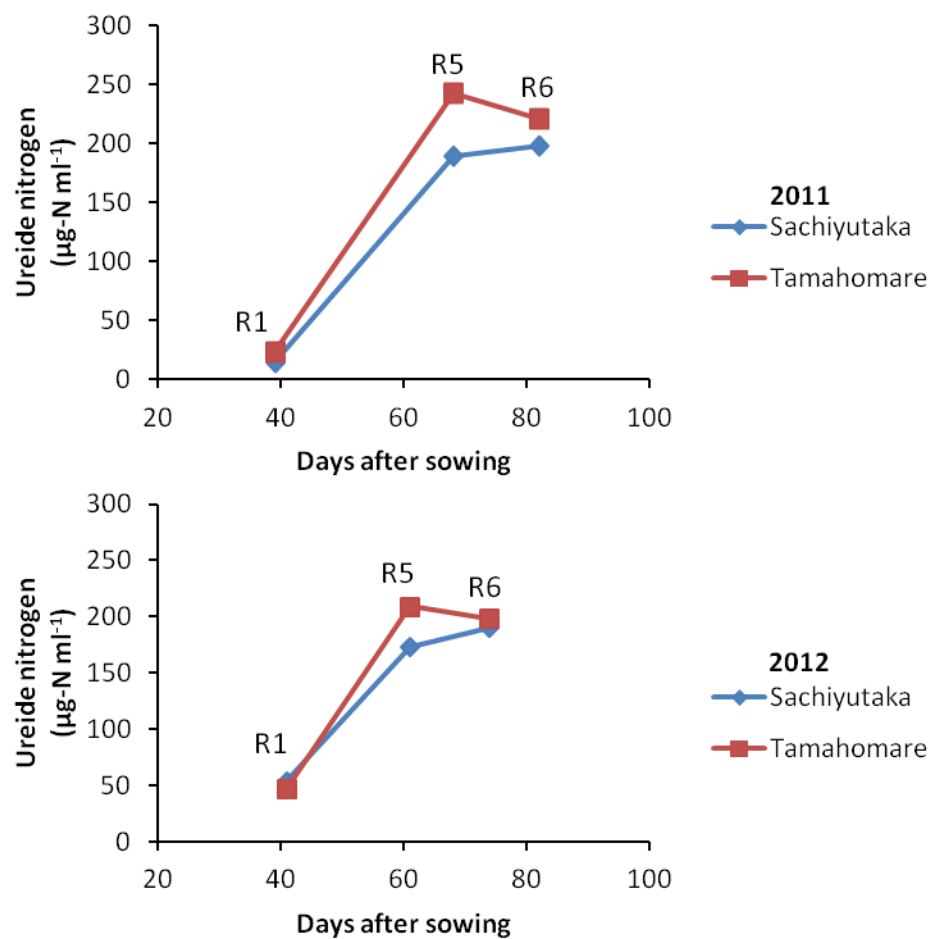 300
250
200
150
100
50
0
Ureide nitrogen
(µg-N ml-1)
R1
R5
R6
20 40 60 80 100
Days after sowing
2011
Sachiyutaka
Tamahomare
300
250
200
150
100
50
0
Ureide nitrogen
(µg-N ml-1)
R1
R5
R6
20 40 60 80 100
Days after sowing
2012
Sachiyutaka
Tamahomare